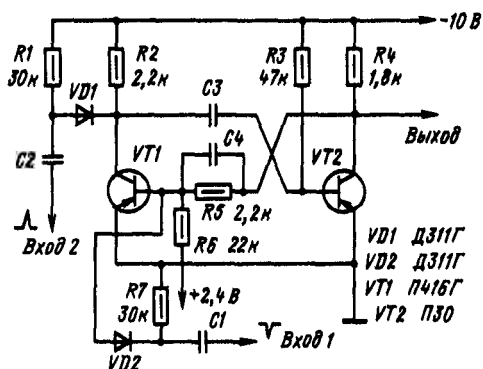 -10 В
R1
30к
R2
2,2к
R3
47к
R4
1,8к
VD1
C3
C4
Выход
C2
VT1
VT2
R5 2,2к
R6 22к
Вход 2
+2,4 В
R7
30к
C1
Вход 1
VD2
VD1 Д311Г
VD2 Д311Г
VT1 П416Г
VT2 П30